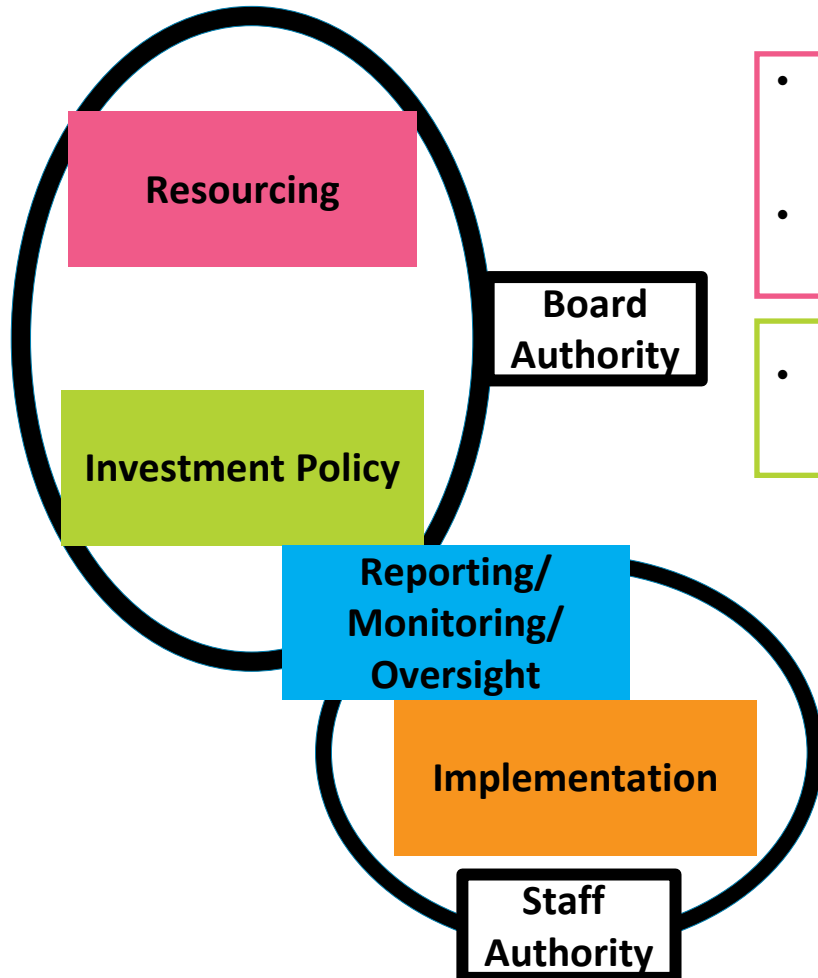 Resourcing
Board
Authority
Investment Policy
Reporting/
Monitoring/
Oversight
Implementation
Staff
Authority